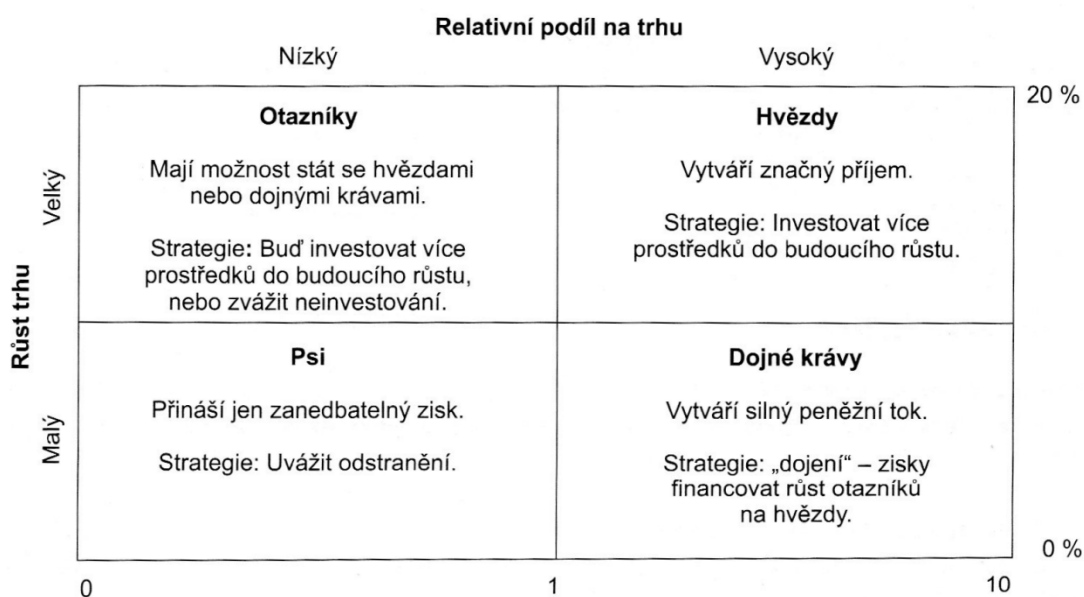 Relativní podíl na trhu
Nízký
Vysoký
20 %
Růst trhu
Velký
Otazníky
Mají možnost stát se hvězdami
nebo dojnými krávami.
Strategie: Buď investovat více
prostředků do budoucího růstu,
nebo zvážit neinvestování.
Hvězdy
Vytváří značný příjem.
Strategie: Investovat více
prostředků do budoucího růstu.
Malý
Psi
Přináší jen zanedbatelný zisk.
Strategie: Uvážit odstranění.
Dojné krávy
Vytváří silný peněžní tok.
Strategie: „dojení“ – zisky
financovat růst otazníků
na hvězdy.
0 %
0
1
10